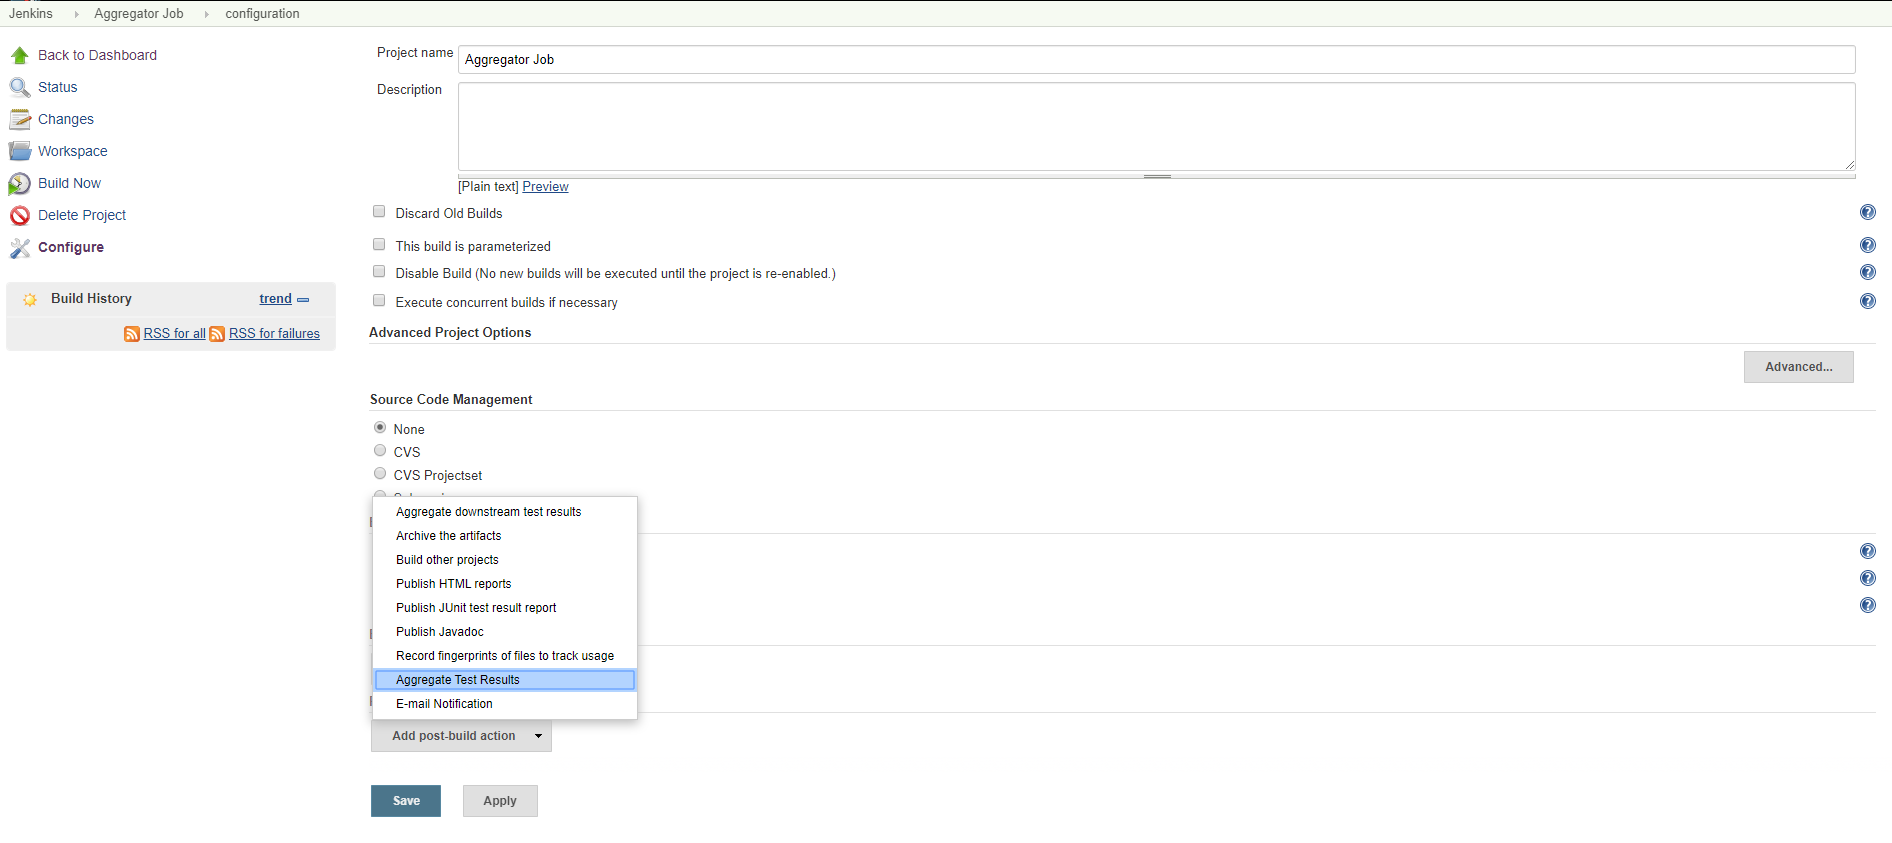 Jenkins Aggregator Job configuration
Back to Dashboard
Status
Changes
Workspace
Build Now
Delete Project
Configure
Build History trend
RSS for all RSS for failures
Project name Aggregator Job
Description
[Plain text] Preview
Discard Old Builds
This build is parameterized
Disable Build (No new builds will be executed until the project is re-enabled.)
Execute concurrent builds if necessary
Advanced Project Options
Advanced...
Source Code Management
None
CVS
CVS Projectset
Aggregate downstream test results
Archive the artifacts
Build other projects
Publish HTML reports
Publish JUnit test result report
Publish Javadoc
Record fingerprints of files to track usage
Aggregate Test Results
E-mail Notification
Add post-build action
Save Apply